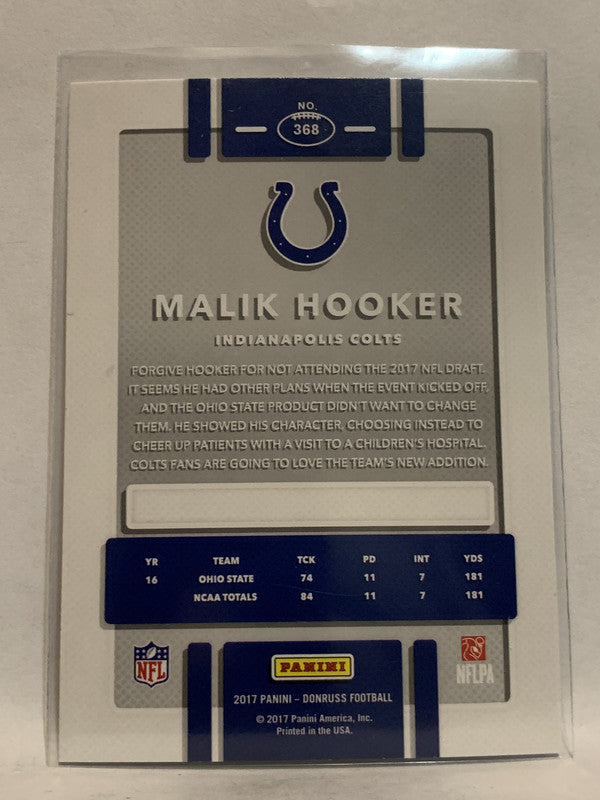 NO.
368
MALIK HOOKER
INDIANAPOLIS COLTS
FORGIVE HOOKER FOR NOT ATTENDING THE 2017 NFL DRAFT.
IT SEEMS HE HAD OTHER PLANS WHEN THE EVENT KICKED OFF,
AND THE OHIO STATE PRODUCT DIDN'T WANT TO CHANGE
THEM. HE SHOWED HIS CHARACTER, CHOOSING INSTEAD TO
CHEER UP PATIENTS WITH A VISIT TO A CHILDREN'S HOSPITAL.
COLTS FANS ARE GOING TO LOVE THE TEAM'S NEW ADDITION.
YR TEAM TCK PD INT YDS
16 OHIO STATE 74 11 7 181
NCAA TOTALS 84 11 7 181
NFL
PANINI
NFLPA
2017 PANINI – DONRUSS FOOTBALL
© 2017 Panini America, Inc.
Printed in the USA.